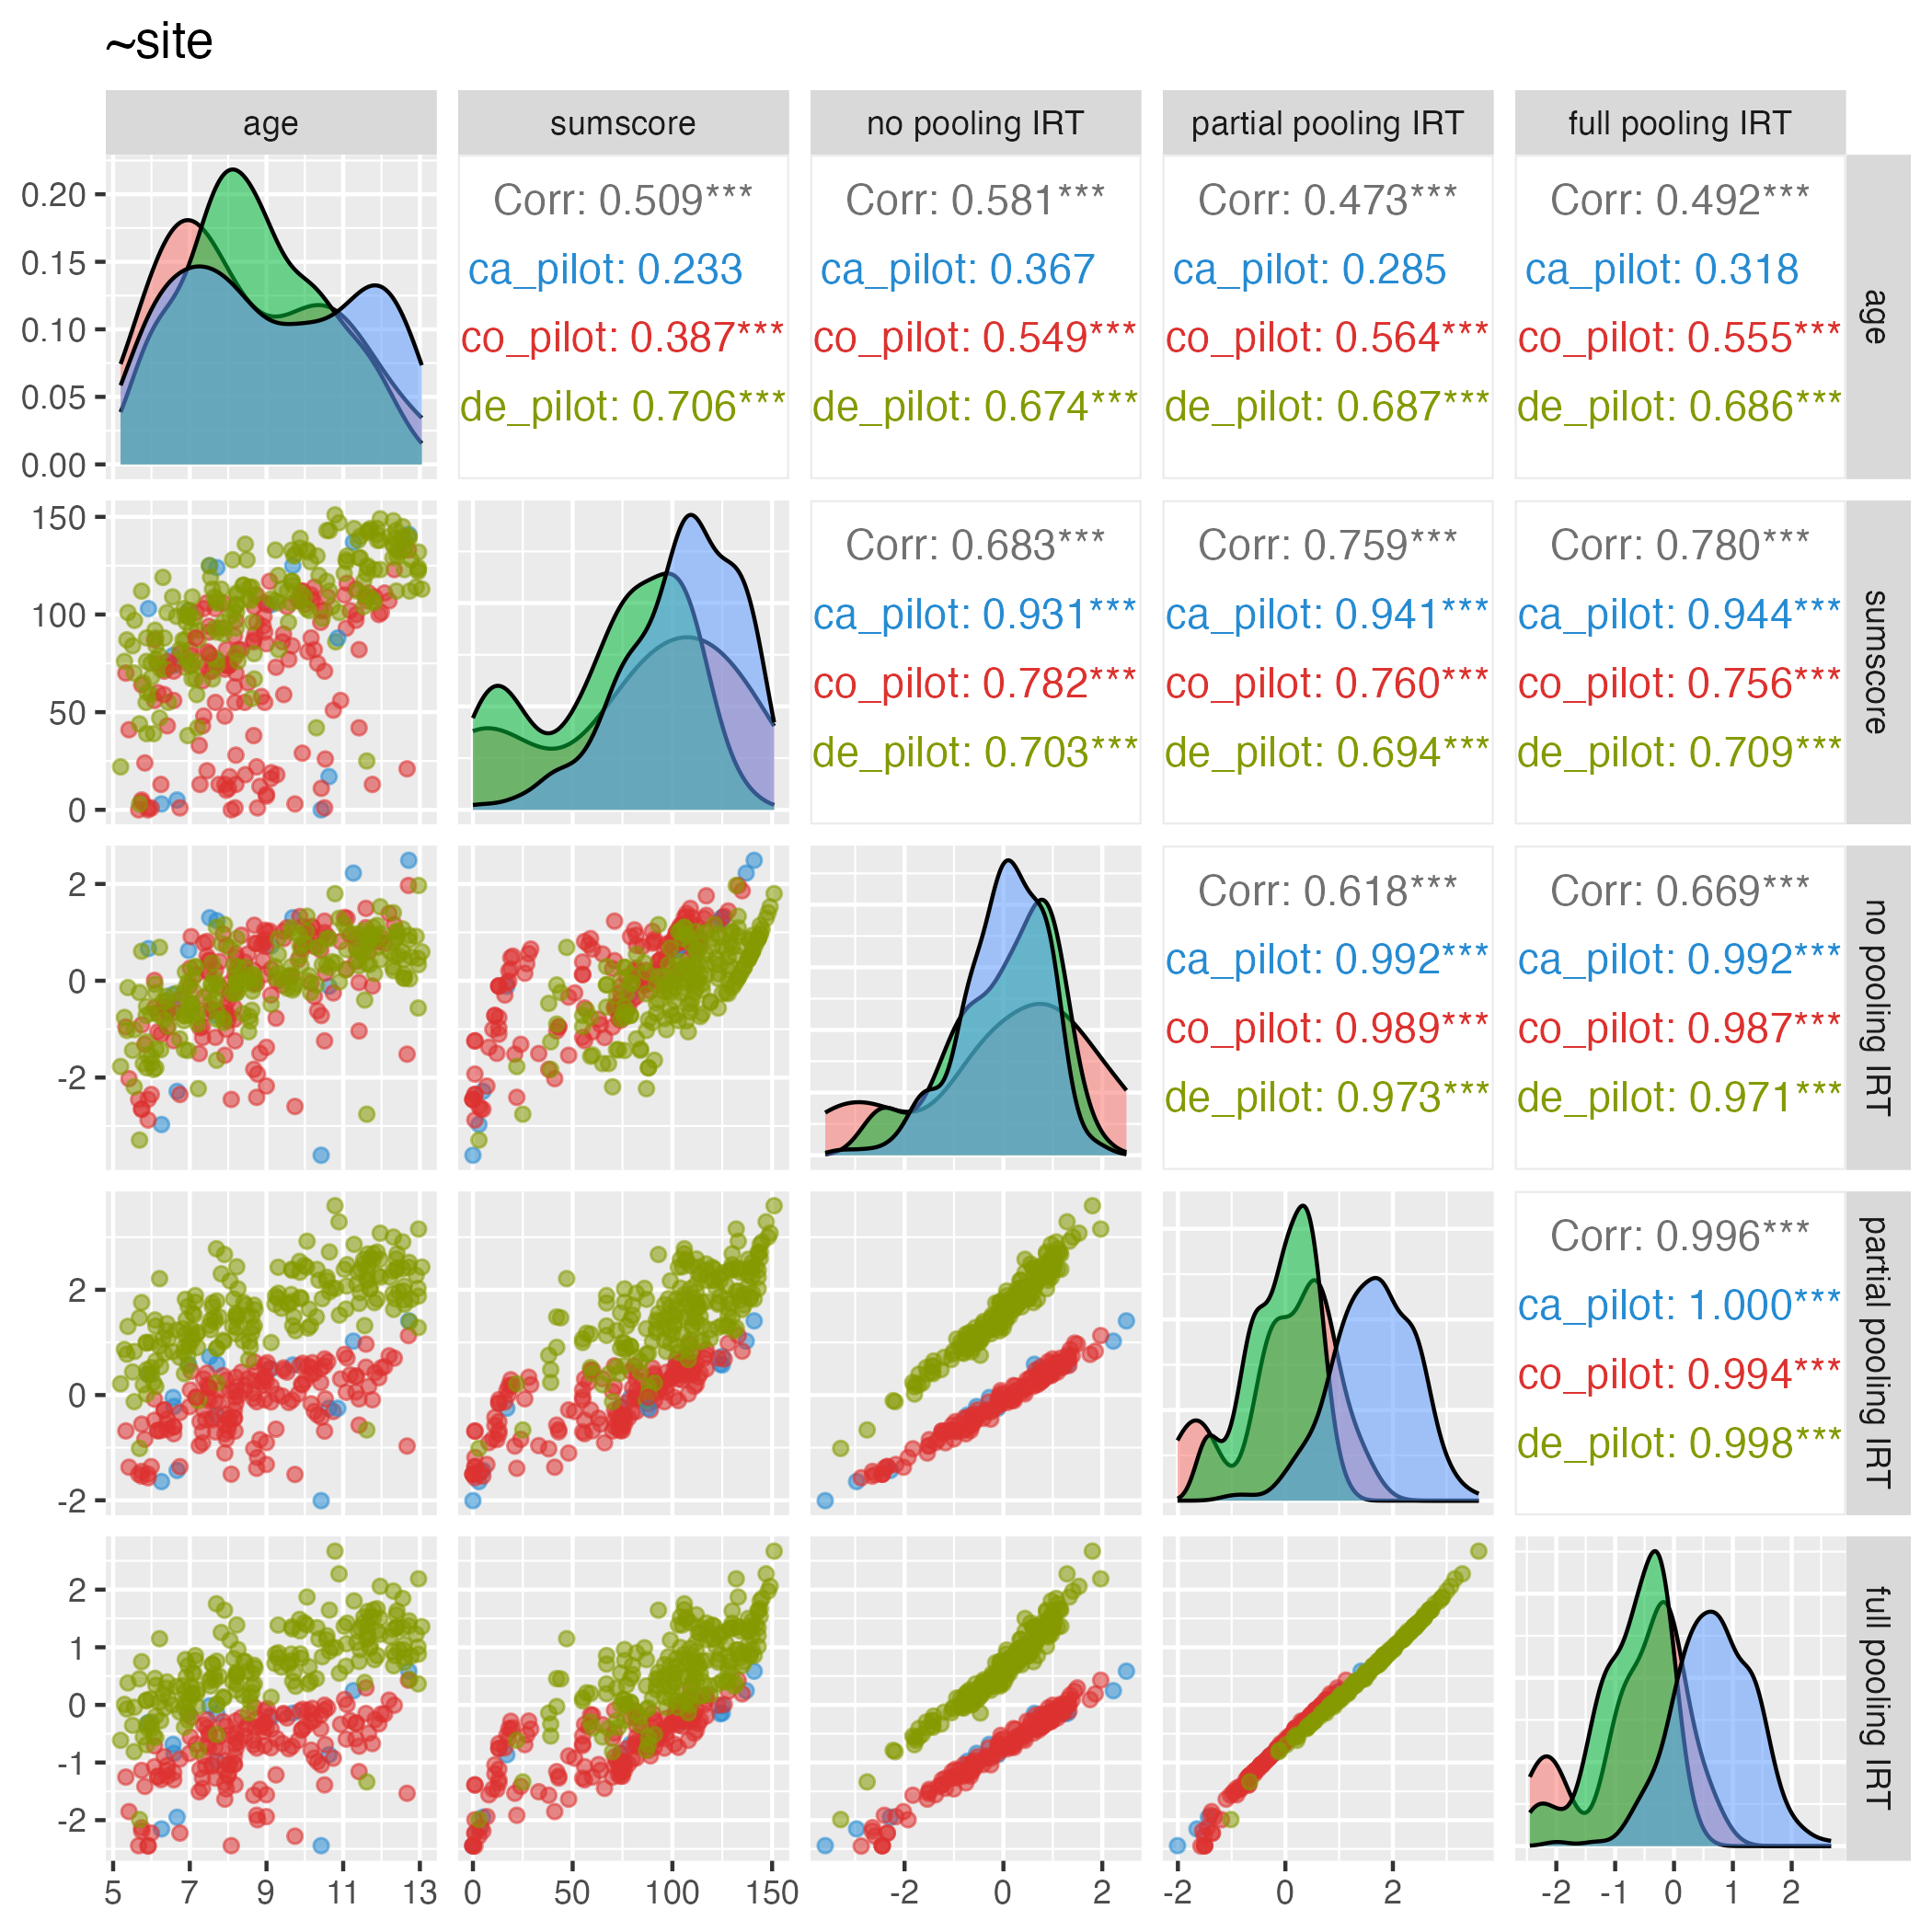 ~site
age
sumscore
no pooling IRT
partial pooling IRT
full pooling IRT
0.20
0.15
0.10
0.05
0.00
Corr: 0.509***
ca_pilot: 0.233
co_pilot: 0.387***
de_pilot: 0.706***
Corr: 0.581***
ca_pilot: 0.367
co_pilot: 0.549***
de_pilot: 0.674***
Corr: 0.473***
ca_pilot: 0.285
co_pilot: 0.564***
de_pilot: 0.687***
Corr: 0.492***
ca_pilot: 0.318
co_pilot: 0.555***
de_pilot: 0.686***
age
150
100
50
0
Corr: 0.683***
ca_pilot: 0.931***
co_pilot: 0.782***
de_pilot: 0.703***
Corr: 0.759***
ca_pilot: 0.941***
co_pilot: 0.760***
de_pilot: 0.694***
Corr: 0.780***
ca_pilot: 0.944***
co_pilot: 0.756***
de_pilot: 0.709***
sumscore
2
0
-2
Corr: 0.618***
ca_pilot: 0.992***
co_pilot: 0.989***
de_pilot: 0.973***
Corr: 0.669***
ca_pilot: 0.992***
co_pilot: 0.987***
de_pilot: 0.971***
no pooling IRT
2
0
-2
Corr: 0.996***
ca_pilot: 1.000***
co_pilot: 0.994***
de_pilot: 0.998***
partial pooling IRT
2
1
0
-1
-2
full pooling IRT
5 7 9 11 13
0 50 100 150
-2 0 2
-2 0 2
-2 -1 0 1 2